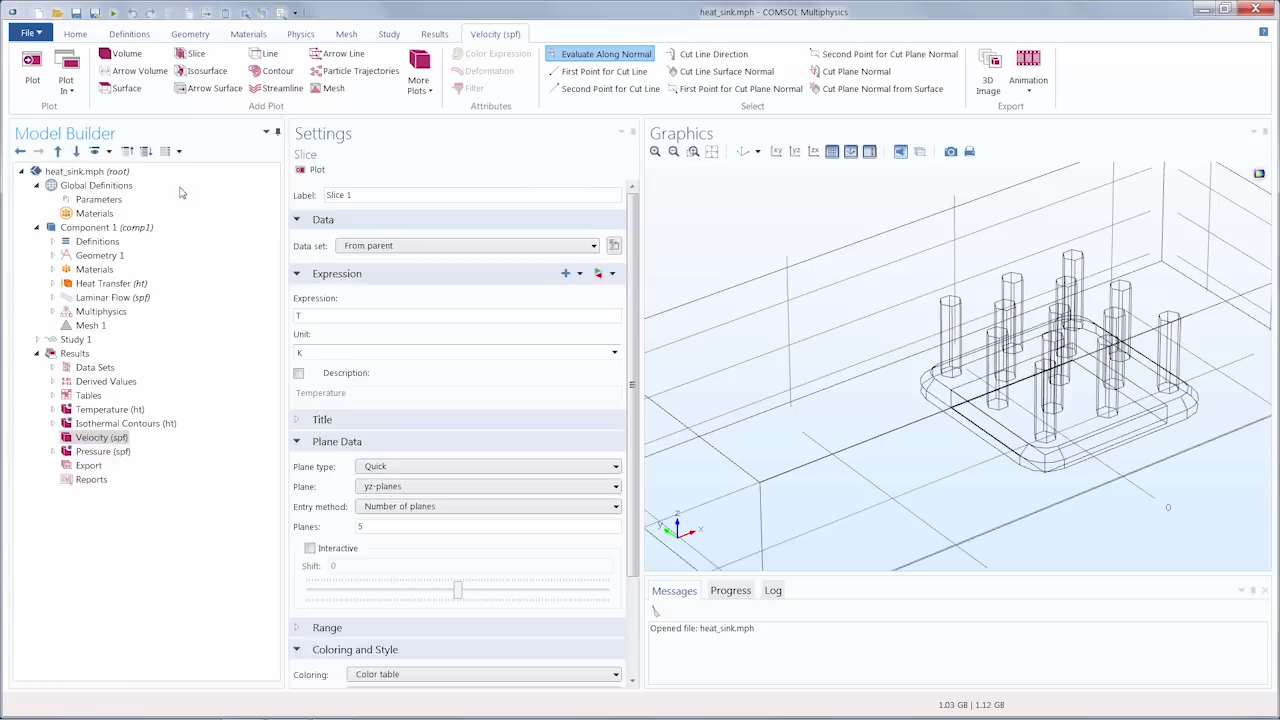 heat_sink.mph - COMSOL Multiphysics
File Home Definitions Geometry Materials Physics Mesh Study Results Velocity (spf)
Plot
Plot In
Plot
Volume Slice Line Arrow Line
Arrow Volume Isosurface Contour Particle Trajectories
Surface Arrow Surface Streamline Mesh
More Plots
Add Plot
Color Expression
Deformation
Filter
Attributes
Evaluate Along Normal Cut Line Direction Second Point for Cut Plane Normal
First Point for Cut Line Cut Line Surface Normal Cut Plane Normal
Second Point for Cut Line First Point for Cut Plane Normal Cut Plane Normal from Surface
Select
3D Image
Animation
Export
Model Builder
heat_sink.mph (root)
Global Definitions
Pi Parameters
Materials
Component 1 (comp1)
Definitions
Geometry 1
Materials
Heat Transfer (ht)
Laminar Flow (spf)
Multiphysics
Mesh 1
Study 1
Results
Data Sets
Derived Values
Tables
Temperature (ht)
Isothermal Contours (ht)
Velocity (spf)
Pressure (spf)
Export
Reports
Settings
Slice
Plot
Label: Slice 1
Data
Data set: From parent
Expression
Expression:
T
Unit:
K
Description:
Temperature
Title
Plane Data
Plane type: Quick
Plane: yz-planes
Entry method: Number of planes
Planes: 5
Interactive
Shift: 0
Range
Coloring and Style
Coloring: Color table
Graphics
xy yz zx
0
z
y
x
Messages Progress Log
Opened file: heat_sink.mph
1.03 GB | 1.12 GB